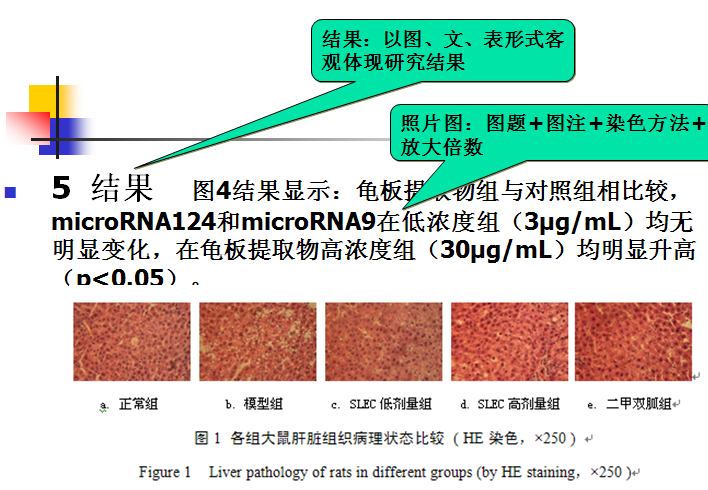 结果：以图、文、表形式客
观体现研究结果
照片图：图题+图注+染色方法+
放大倍数
5 结果 图4结果显示：龟板提取物组与对照组相比较，
microRNA124和microRNA9在低浓度组（3μg/mL）均无
明显变化，在龟板提取物高浓度组（30μg/mL）均明显升高
（p<0.05）。
a. 正常组 b. 模型组 c. SLEC 低剂量组 d. SLEC 高剂量组 e. 二甲双胍组
图 1 各组大鼠肝脏组织病理状态比较 （ HE 染色，×250 ）
Figure 1 Liver pathology of rats in different groups (by HE staining，×250 )